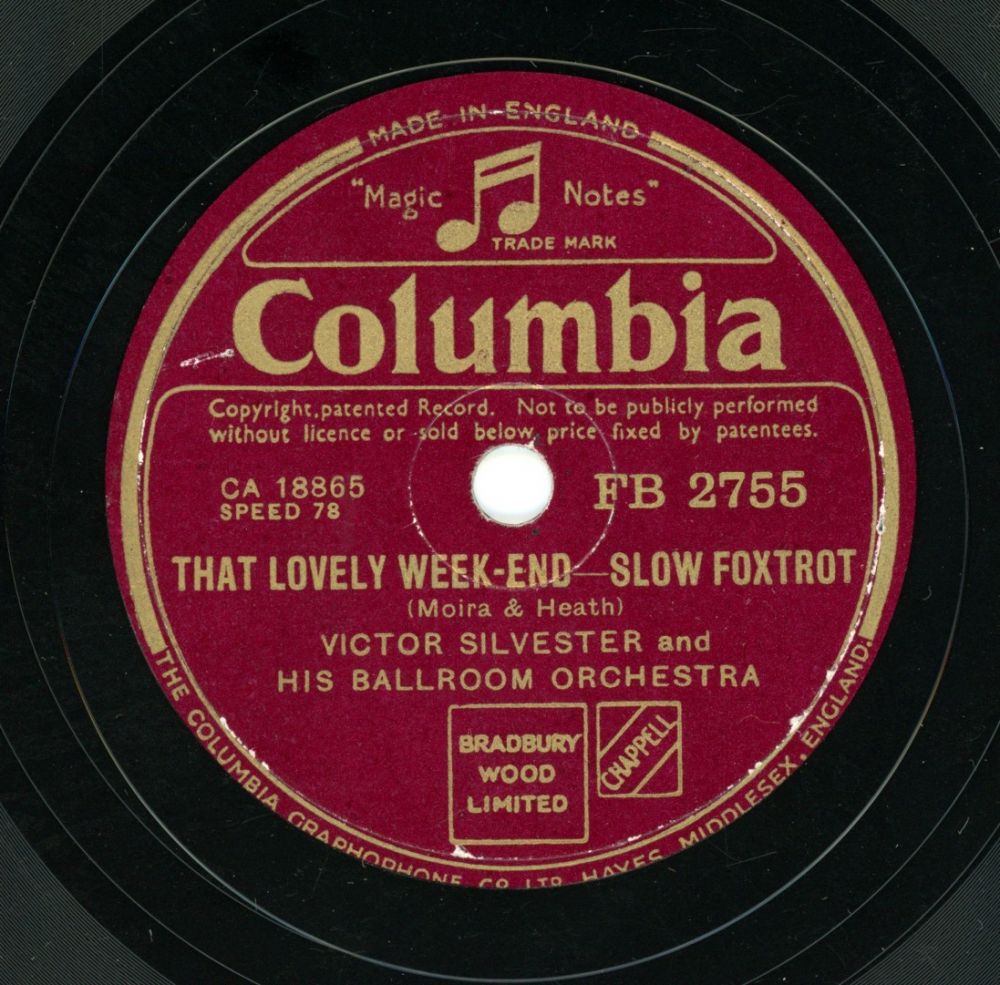 MADE IN ENGLAND
"Magic Notes"
TRADE MARK
Columbia
Copyright, patented Record. Not to be publicly performed
without licence or sold below price fixed by patentees.
CA 18865
SPEED 78
FB 2755
THAT LOVELY WEEK-END—SLOW FOXTROT
(Moira & Heath)
VICTOR SILVESTER and
HIS BALLROOM ORCHESTRA
BRADBURY
WOOD
LIMITED
CHAPPELL
THE COLUMBIA GRAPHOPHONE CO. LTD. HAYES, MIDDLESEX, ENGLAND.